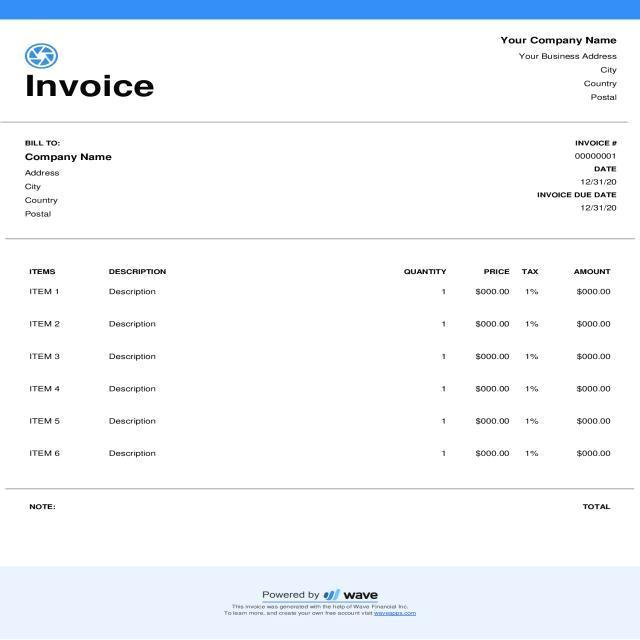 Your Company Name
Your Business Address
City
Country
Postal
Invoice
BILL TO:
Company Name
Address
City
Country
Postal
INVOICE #
00000001
DATE
12/31/20
INVOICE DUE DATE
12/31/20
ITEMS DESCRIPTION QUANTITY PRICE TAX AMOUNT
ITEM 1 Description 1 $000.00 1% $000.00
ITEM 2 Description 1 $000.00 1% $000.00
ITEM 3 Description 1 $000.00 1% $000.00
ITEM 4 Description 1 $000.00 1% $000.00
ITEM 5 Description 1 $000.00 1% $000.00
ITEM 6 Description 1 $000.00 1% $000.00
NOTE: TOTAL
Powered by wave
This invoice was generated with the help of Wave Financial Inc.
To learn more, and create your own free account visit waveapps.com